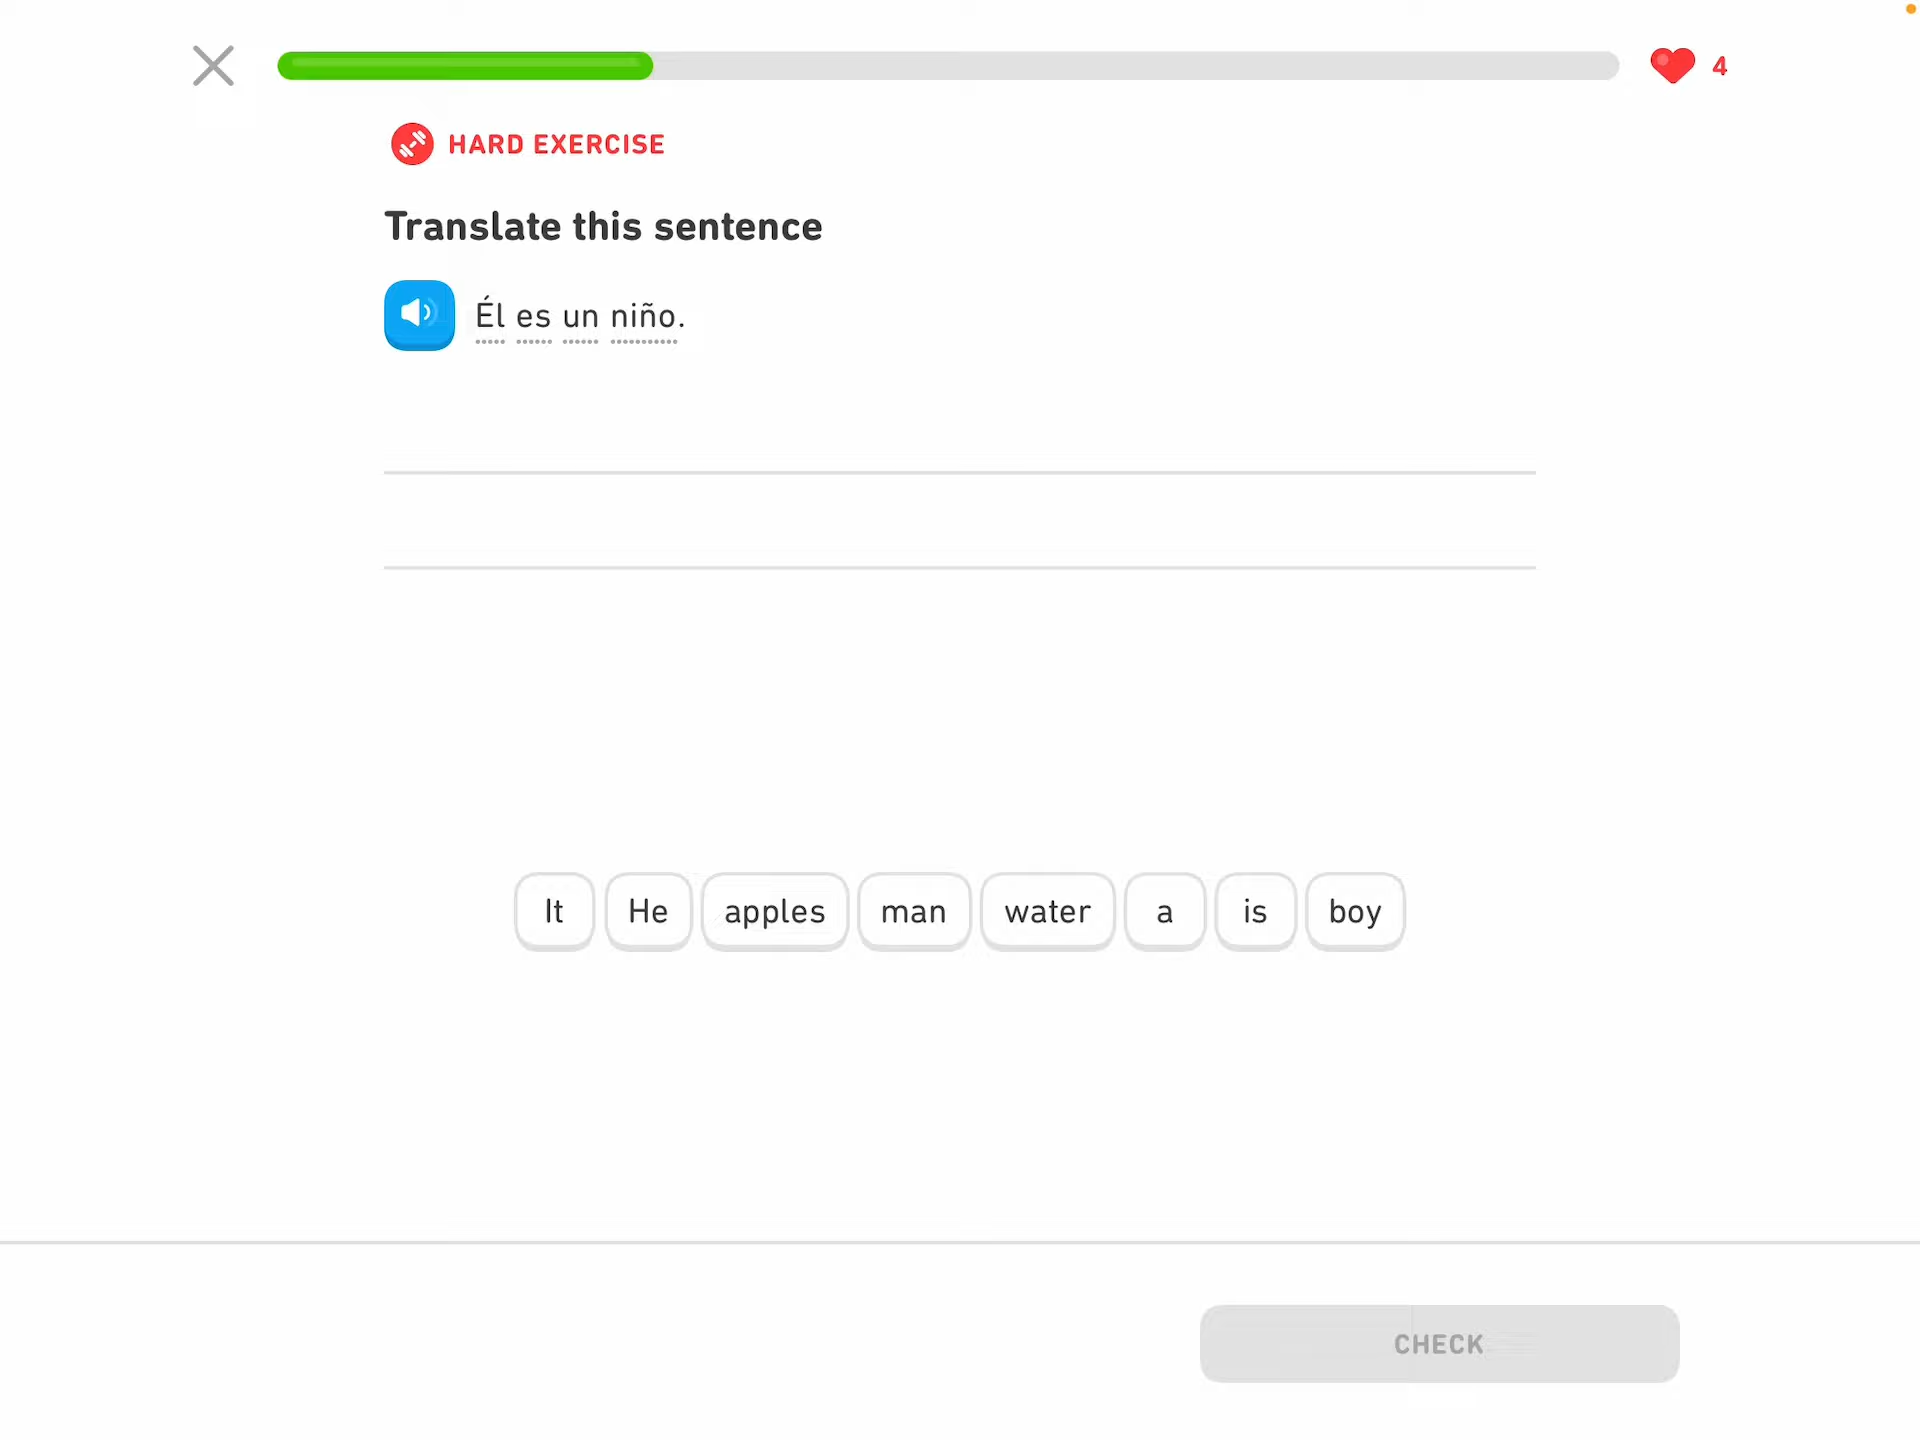 4
HARD EXERCISE
Translate this sentence
Él es un niño.
It He apples man water a is boy
CHECK